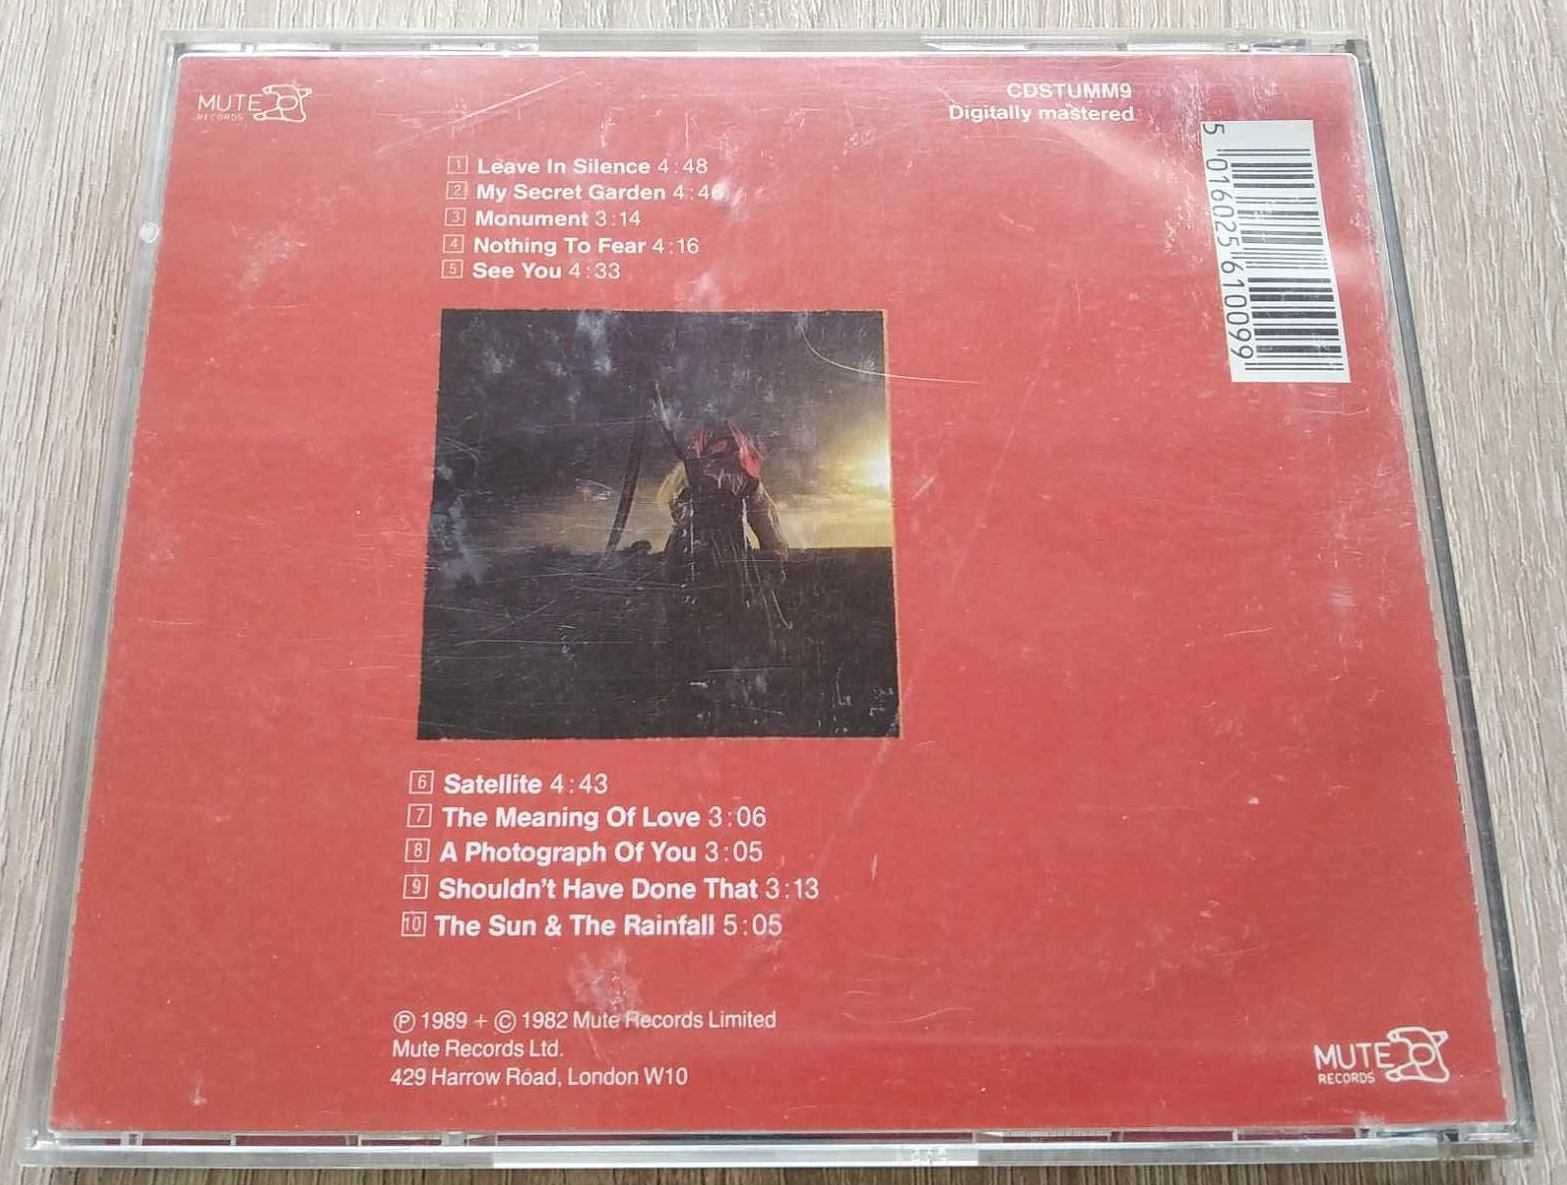 MUTE
RECORDS
CDSTUMM9
Digitally mastered
5 016025 610099
1 Leave In Silence 4:48
2 My Secret Garden 4:46
3 Monument 3:14
4 Nothing To Fear 4:16
5 See You 4:33
6 Satellite 4:43
7 The Meaning Of Love 3:06
8 A Photograph Of You 3:05
9 Shouldn't Have Done That 3:13
10 The Sun & The Rainfall 5:05
Ⓟ 1989 + © 1982 Mute Records Limited
Mute Records Ltd.
429 Harrow Road, London W10
MUTE
RECORDS